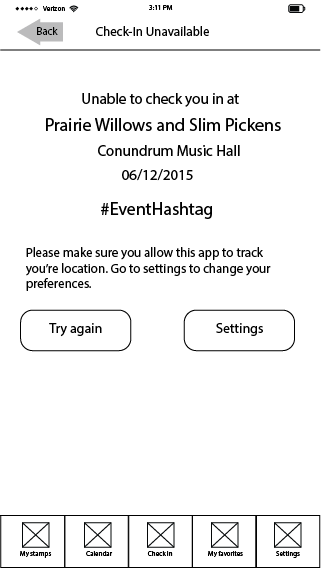 Verizon
3:11 PM
Back
Check-In Unavailable
Unable to check you in at
Prairie Willows and Slim Pickens
Conundrum Music Hall
06/12/2015
#EventHashtag
Please make sure you allow this app to track
you're location. Go to settings to change your
preferences.
Try again
Settings
My stamps
Calendar
Check in
My favorites
Settings